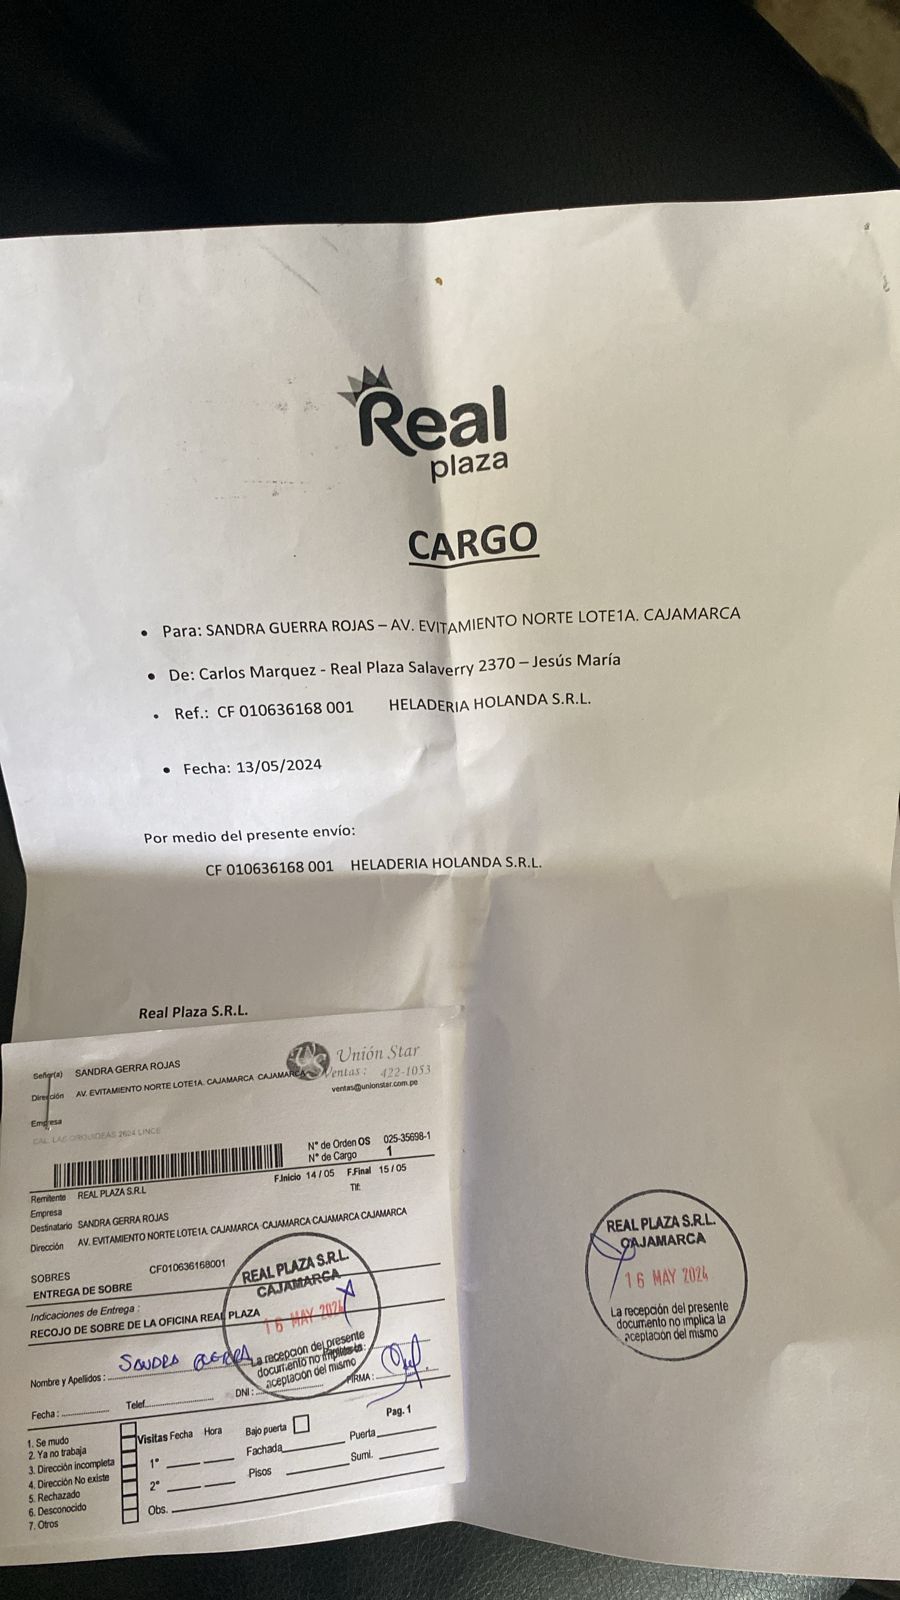 Real
plaza
CARGO
• Para: SANDRA GUERRA ROJAS – AV. EVITAMIENTO NORTE LOTE1A. CAJAMARCA
• De: Carlos Marquez - Real Plaza Salaverry 2370 – Jesús María
• Ref.: CF 010636168 001 HELADERIA HOLANDA S.R.L.
• Fecha: 13/05/2024
Por medio del presente envío:
CF 010636168 001 HELADERIA HOLANDA S.R.L.
Real Plaza S.R.L.
Señor(a) SANDRA GERRA ROJAS
US Unión Star
Ventas: 422-1053
Dirección AV. EVITAMIENTO NORTE LOTE1A. CAJAMARCA CAJAMARCA
ventas@unionstar.com.pe
Empresa
CAL. LAS ORQUIDEAS 2624 LINCE
N° de Orden OS 025-35698-1
N° de Cargo 1
F.Inicio 14 / 05 F.Final 15 / 05
Remitente REAL PLAZA S.R.L
Tlf:
Empresa
Destinatario SANDRA GERRA ROJAS
Dirección AV. EVITAMIENTO NORTE LOTE1A. CAJAMARCA CAJAMARCA CAJAMARCA CAJAMARCA
SOBRES CF010636168001
ENTREGA DE SOBRE
Indicaciones de Entrega :
RECOJO DE SOBRE DE LA OFICINA REAL PLAZA
REAL PLAZA S.R.L.
CAJAMARCA
16 MAY 2024
La recepción del presente
documento no implica la
aceptación del mismo
Nombre y Apellidos : SANDRA GERRA
DNI : FIRMA :
Fecha : Telef.
Pag. 1
1. Se mudo
2. Ya no trabaja
3. Dirección incompleta
4. Dirección No existe
5. Rechazado
6. Desconocido
7. Otros
Visitas Fecha Hora Bajo puerta
1° Fachada Puerta
2° Pisos Sumi.
Obs.
REAL PLAZA S.R.L.
CAJAMARCA
16 MAY 2024
La recepción del presente
documento no implica la
aceptación del mismo